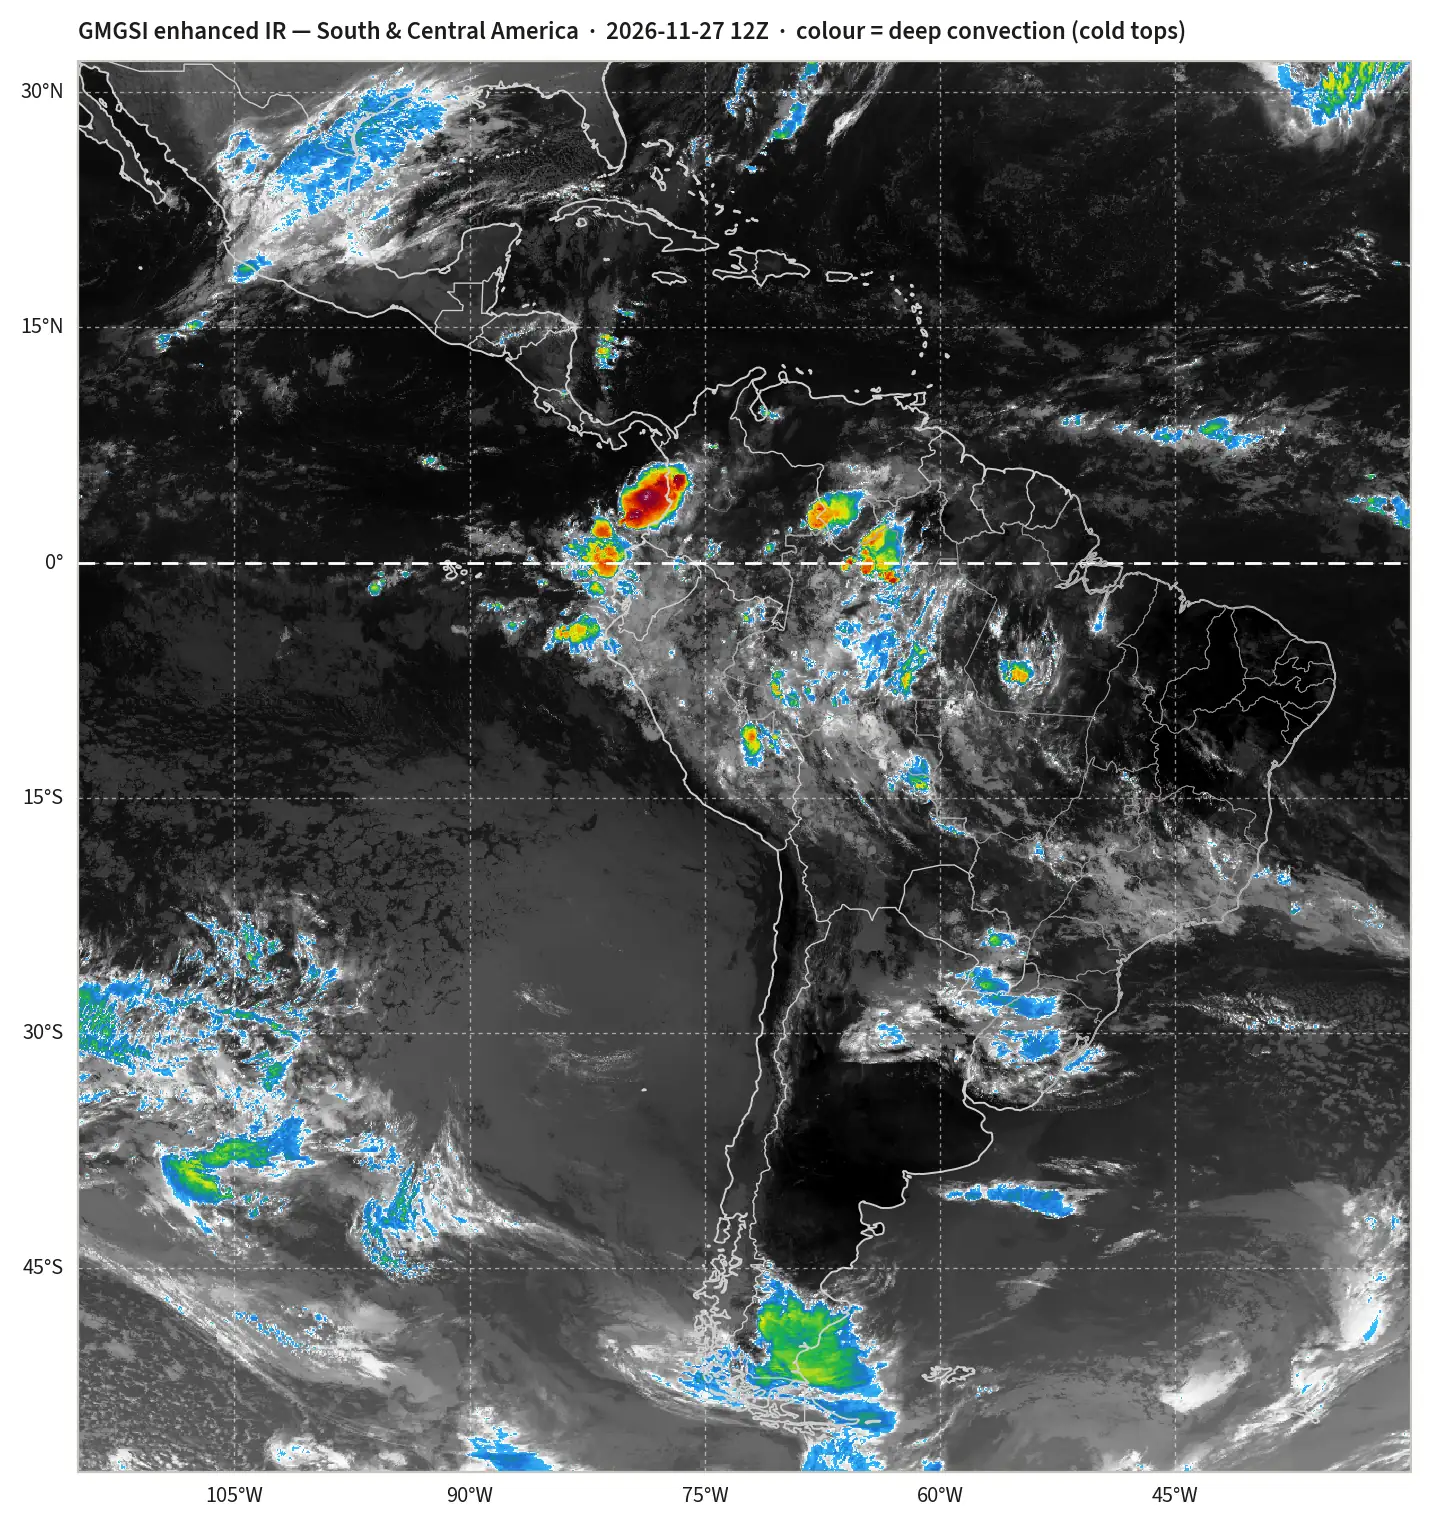 GMGSI enhanced IR — South & Central America · 2026-11-27 12Z · colour = deep convection (cold tops)
30°N
15°N
0°
15°S
30°S
45°S
105°W
90°W
75°W
60°W
45°W